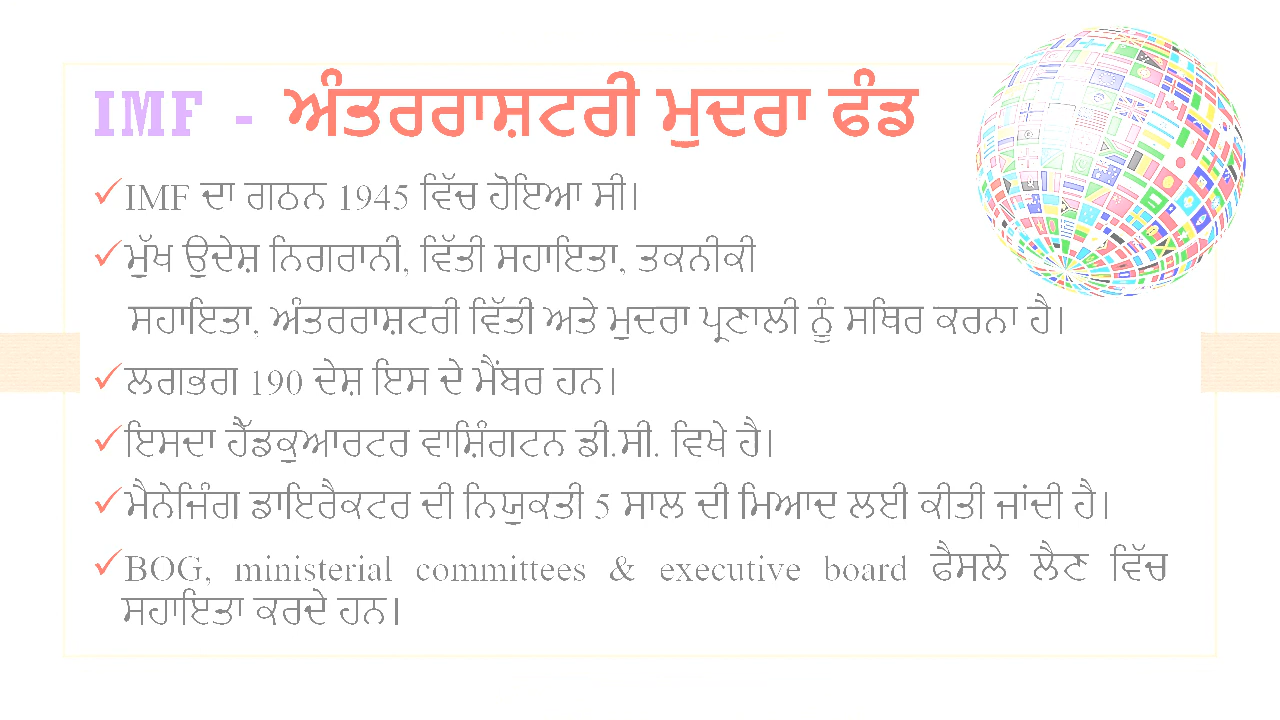 IMF - ਅੰਤਰਰਾਸ਼ਟਰੀ ਮੁਦਰਾ ਫੰਡ
✓IMF ਦਾ ਗਠਨ 1945 ਵਿੱਚ ਹੋਇਆ ਸੀ।
✓ਮੁੱਖ ਉਦੇਸ਼ ਨਿਗਰਾਨੀ, ਵਿੱਤੀ ਸਹਾਇਤਾ, ਤਕਨੀਕੀ
ਸਹਾਇਤਾ, ਅੰਤਰਰਾਸ਼ਟਰੀ ਵਿੱਤੀ ਅਤੇ ਮੁਦਰਾ ਪ੍ਰਣਾਲੀ ਨੂੰ ਸਥਿਰ ਕਰਨਾ ਹੈ।
✓ਲਗਭਗ 190 ਦੇਸ਼ ਇਸ ਦੇ ਮੈਂਬਰ ਹਨ।
✓ਇਸਦਾ ਹੈੱਡਕੁਆਰਟਰ ਵਾਸ਼ਿੰਗਟਨ ਡੀ.ਸੀ. ਵਿਖੇ ਹੈ।
✓ਮੈਨੇਜਿੰਗ ਡਾਇਰੈਕਟਰ ਦੀ ਨਿਯੁਕਤੀ 5 ਸਾਲ ਦੀ ਮਿਆਦ ਲਈ ਕੀਤੀ ਜਾਂਦੀ ਹੈ।
✓BOG, ministerial committees & executive board ਫੈਸਲੇ ਲੈਣ ਵਿੱਚ
ਸਹਾਇਤਾ ਕਰਦੇ ਹਨ।